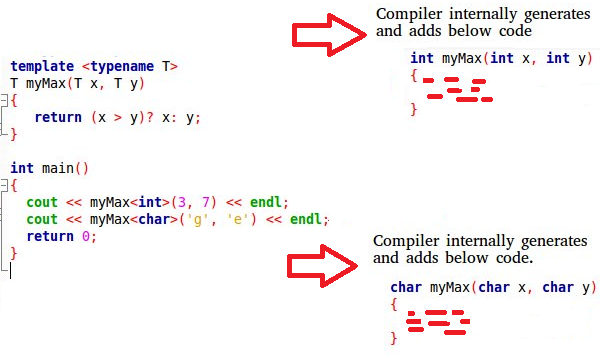 template <typename T>
T myMax(T x, T y)
{
return (x > y)? x: y;
}
int main()
{
cout << myMax<int>(3, 7) << endl;
cout << myMax<char>('g', 'e') << endl;
return 0;
}
Compiler internally generates
and adds below code
int myMax(int x, int y)
{
}
Compiler internally generates
and adds below code.
char myMax(char x, char y)
{
}